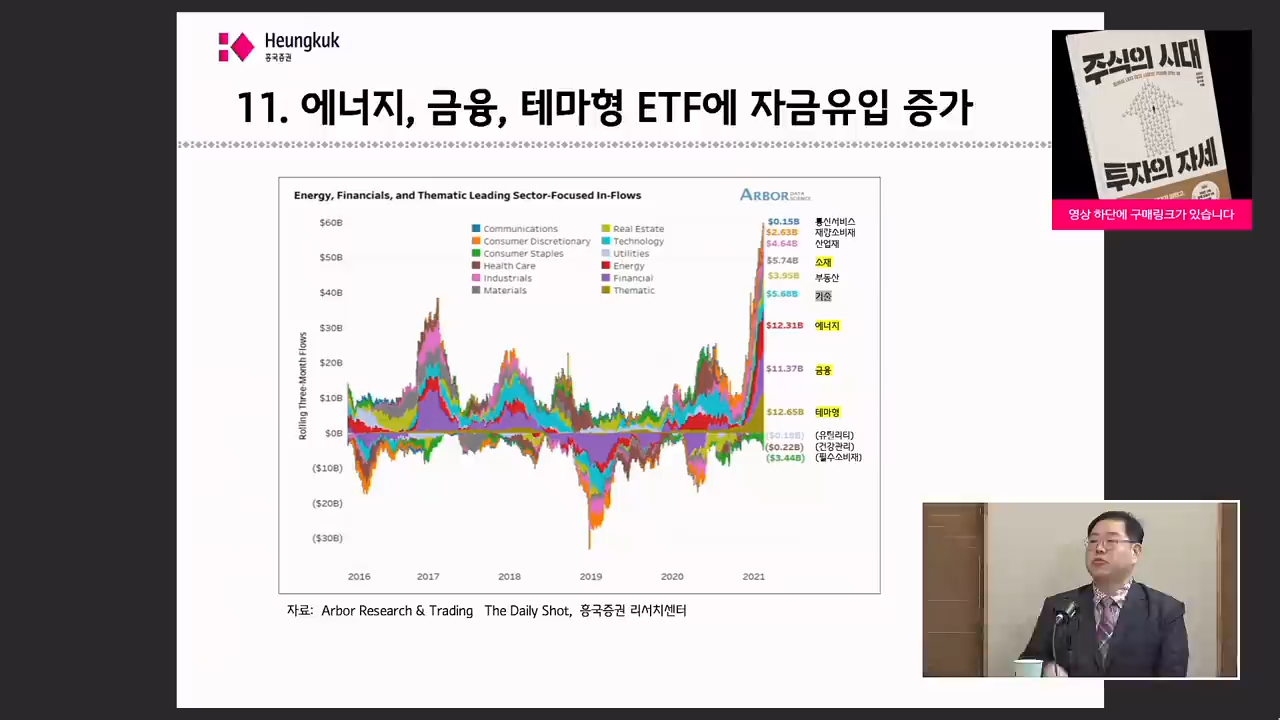 Heungkuk
흥국증권
11. 에너지, 금융, 테마형 ETF에 자금유입 증가
주식의 시대
투자의 자세
영상 하단에 구매링크가 있습니다
Energy, Financials, and Thematic Leading Sector-Focused In-Flows
ARBOR DATA SCIENCE
Rolling Three-Month Flows
$60B
$50B
$40B
$30B
$20B
$10B
$0B
($10B)
($20B)
($30B)
Communications
Consumer Discretionary
Consumer Staples
Health Care
Industrials
Materials
Real Estate
Technology
Utilities
Energy
Financial
Thematic
$0.15B 통신서비스
$2.63B 재량소비재
$4.64B 산업재
$5.74B 소재
$3.95B 부동산
$5.68B 기술
$12.31B 에너지
$11.37B 금융
$12.65B 테마형
(유틸리티)
($0.22B) (건강관리)
($3.44B) (필수소비재)
2016 2017 2018 2019 2020 2021
자료: Arbor Research & Trading The Daily Shot, 흥국증권 리서치센터